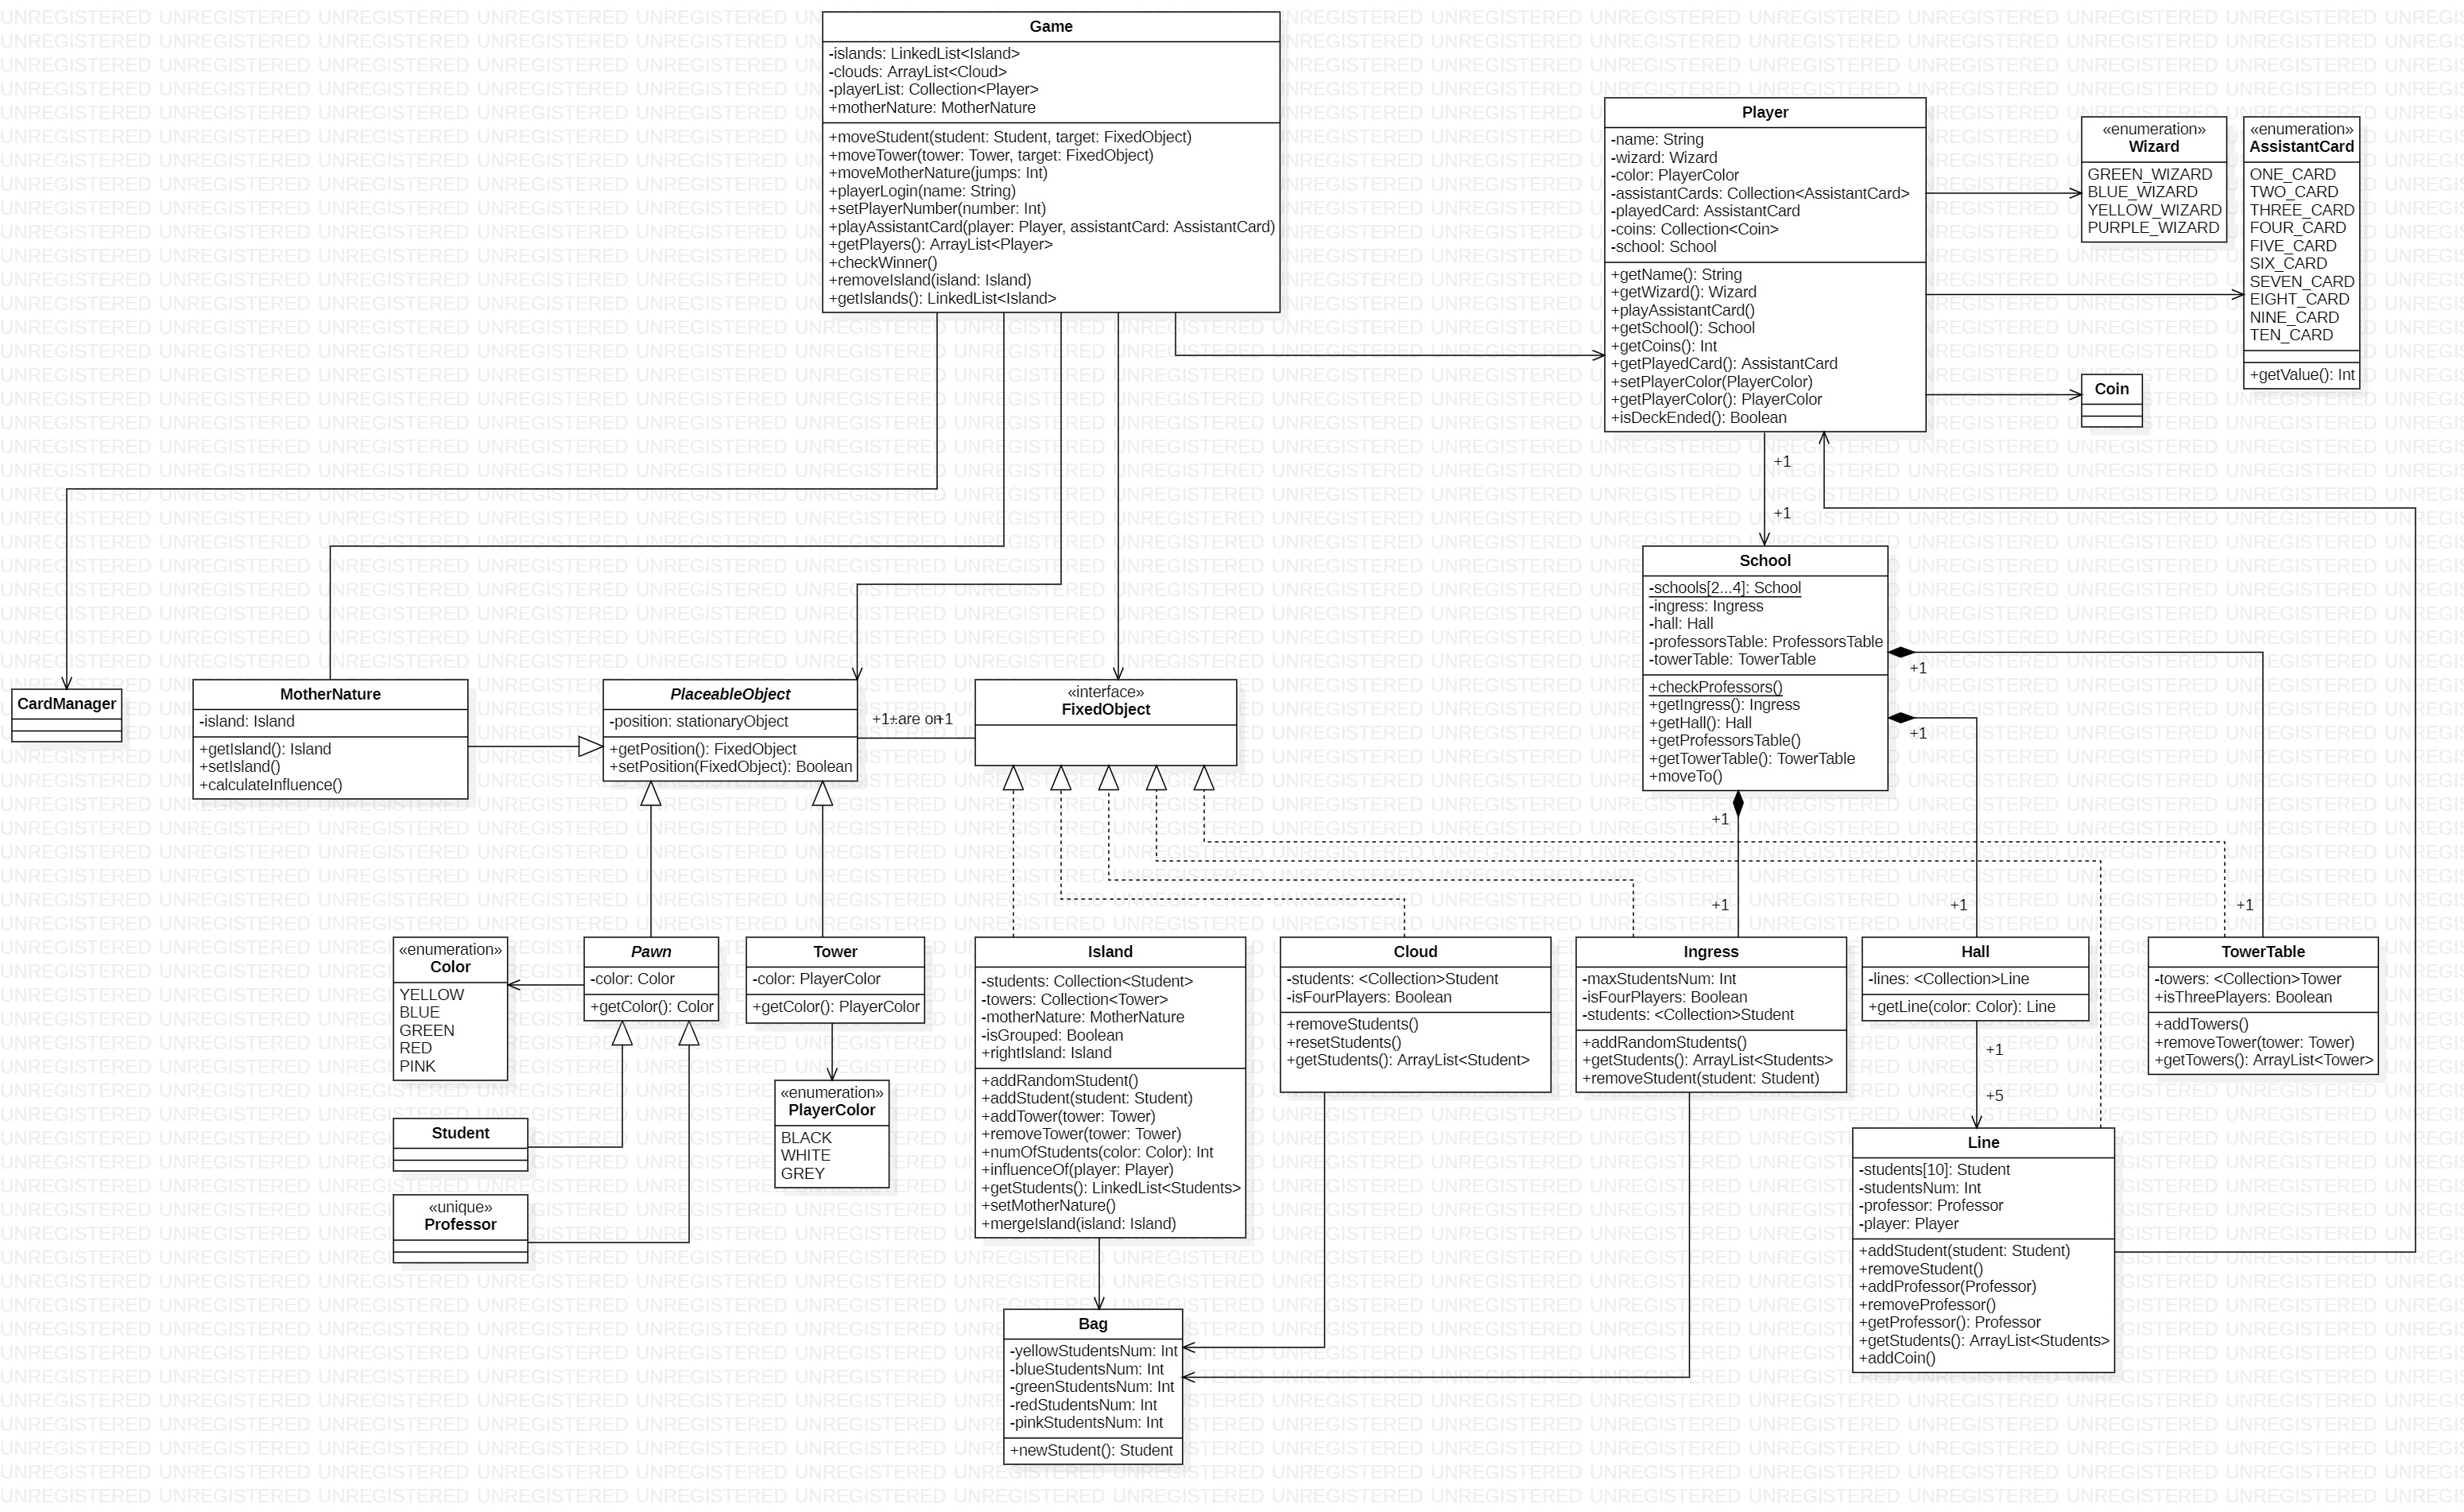 Game
-islands: LinkedList<Island>
-clouds: ArrayList<Cloud>
-playerList: Collection<Player>
+motherNature: MotherNature
+moveStudent(student: Student, target: FixedObject)
+moveTower(tower: Tower, target: FixedObject)
+moveMotherNature(jumps: Int)
+playerLogin(name: String)
+setPlayerNumber(number: Int)
+playAssistantCard(player: Player, assistantCard: AssistantCard)
+getPlayers(): ArrayList<Player>
+checkWinner()
+removeIsland(island: Island)
+getIslands(): LinkedList<Island>
Player
-name: String
-wizard: Wizard
-color: PlayerColor
-assistantCards: Collection<AssistantCard>
-playedCard: AssistantCard
-coins: Collection<Coin>
-school: School
+getName(): String
+getWizard(): Wizard
+playAssistantCard()
+getSchool(): School
+getCoins(): Int
+getPlayedCard(): AssistantCard
+setPlayerColor(PlayerColor)
+getPlayerColor(): PlayerColor
+isDeckEnded(): Boolean
«enumeration»
Wizard
GREEN_WIZARD
BLUE_WIZARD
YELLOW_WIZARD
PURPLE_WIZARD
«enumeration»
AssistantCard
ONE_CARD
TWO_CARD
THREE_CARD
FOUR_CARD
FIVE_CARD
SIX_CARD
SEVEN_CARD
EIGHT_CARD
NINE_CARD
TEN_CARD
+getValue(): Int
Coin
+1
+1
School
-schools[2...4]: School
-ingress: Ingress
-hall: Hall
-professorsTable: ProfessorsTable
-towerTable: TowerTable
+checkProfessors()
+getIngress(): Ingress
+getHall(): Hall
+getProfessorsTable()
+getTowerTable(): TowerTable
+moveTo()
+1
+1
+1
CardManager
MotherNature
-island: Island
+getIsland(): Island
+setIsland()
+calculateInfluence()
PlaceableObject
-position: stationaryObject
+getPosition(): FixedObject
+setPosition(FixedObject): Boolean
+1..are on+1
«interface»
FixedObject
+1
+1
+1
«enumeration»
Color
YELLOW
BLUE
GREEN
RED
PINK
Pawn
-color: Color
+getColor(): Color
Tower
-color: PlayerColor
+getColor(): PlayerColor
«enumeration»
PlayerColor
BLACK
WHITE
GREY
Student
«unique»
Professor
Island
-students: Collection<Student>
-towers: Collection<Tower>
-motherNature: MotherNature
-isGrouped: Boolean
+rightIsland: Island
+addRandomStudent()
+addStudent(student: Student)
+addTower(tower: Tower)
+removeTower(tower: Tower)
+numOfStudents(color: Color): Int
+influenceOf(player: Player)
+getStudents(): LinkedList<Students>
+setMotherNature()
+mergeIsland(island: Island)
Cloud
-students: <Collection>Student
-isFourPlayers: Boolean
+removeStudents()
+resetStudents()
+getStudents(): ArrayList<Student>
Ingress
-maxStudentsNum: Int
-isFourPlayers: Boolean
-students: <Collection>Student
+addRandomStudents()
+getStudents(): ArrayList<Students>
+removeStudent(student: Student)
Hall
-lines: <Collection>Line
+getLine(color: Color): Line
+1
+5
TowerTable
-towers: <Collection>Tower
+isThreePlayers: Boolean
+addTowers()
+removeTower(tower: Tower)
+getTowers(): ArrayList<Tower>
Line
-students[10]: Student
-studentsNum: Int
-professor: Professor
-player: Player
+addStudent(student: Student)
+removeStudent()
+addProfessor(Professor)
+removeProfessor()
+getProfessor(): Professor
+getStudents(): ArrayList<Students>
+addCoin()
Bag
-yellowStudentsNum: Int
-blueStudentsNum: Int
-greenStudentsNum: Int
-redStudentsNum: Int
-pinkStudentsNum: Int
+newStudent(): Student
UNREGISTERED